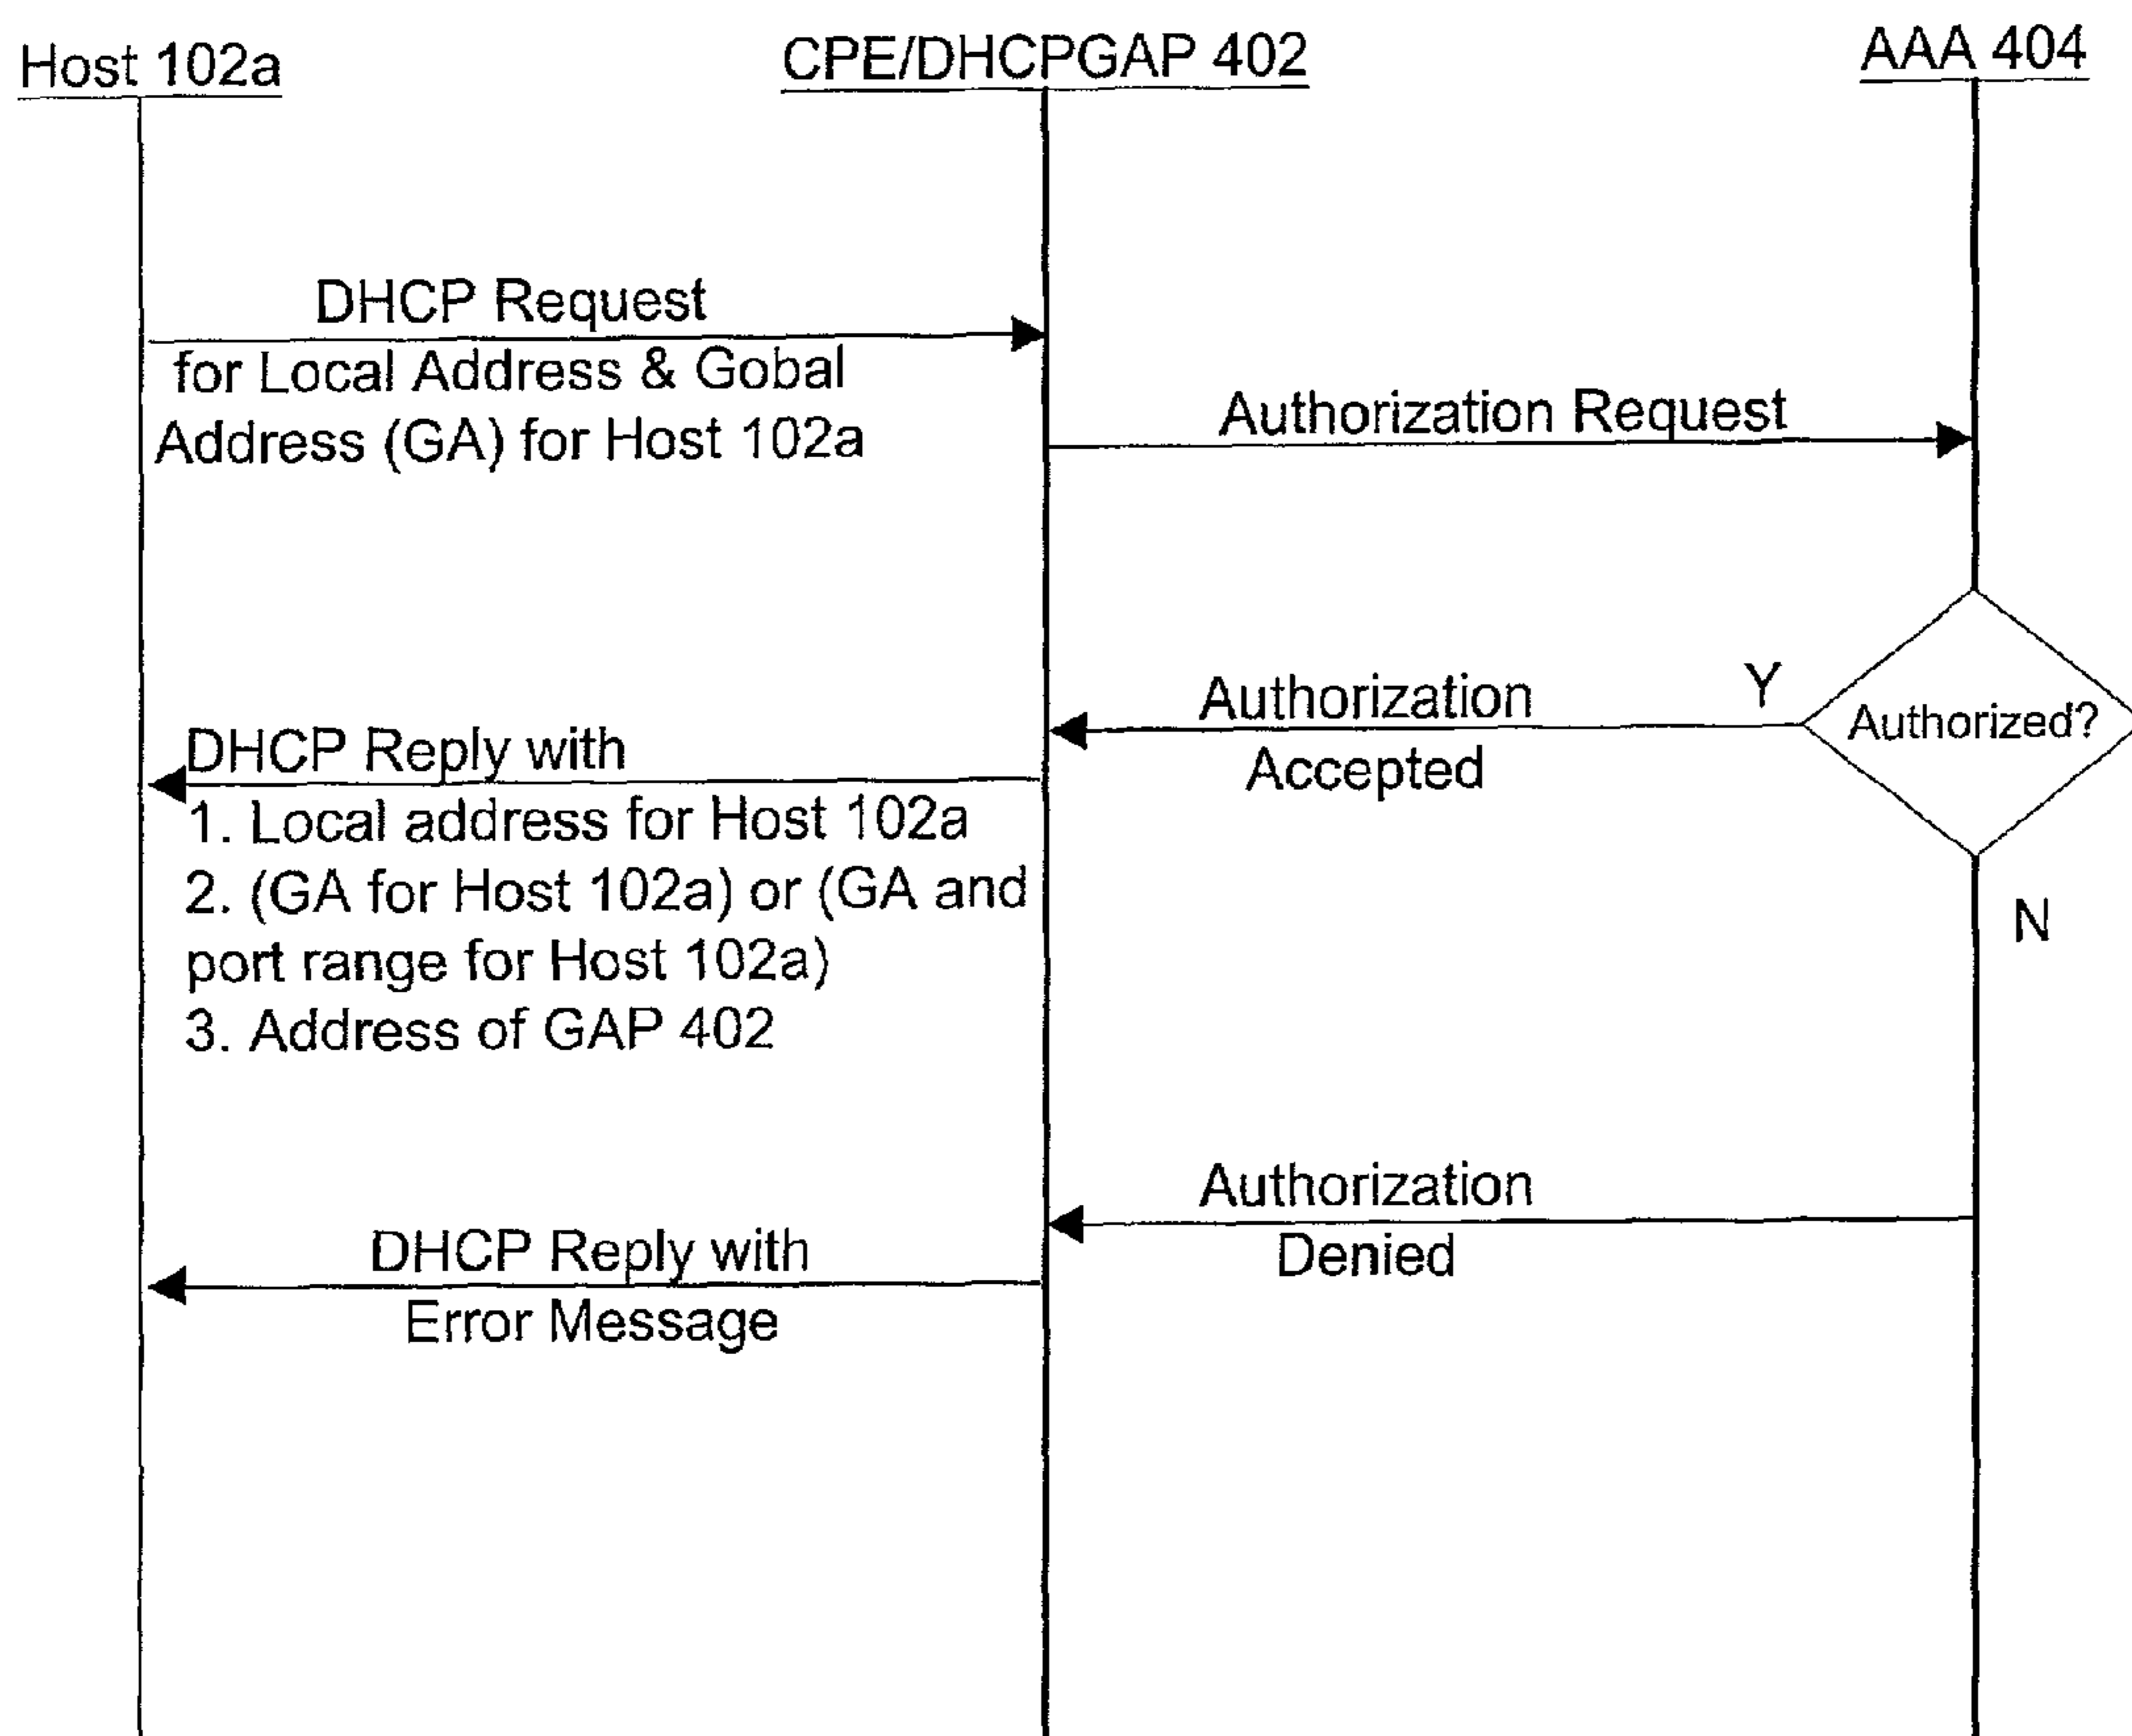 Host 102a
CPE/DHCPGAP 402
AAA 404
DHCP Request
for Local Address & Gobal
Address (GA) for Host 102a
Authorization Request
Authorized?
Y
Authorization
Accepted
DHCP Reply with
1. Local address for Host 102a
2. (GA for Host 102a) or (GA and
port range for Host 102a)
3. Address of GAP 402
N
Authorization
Denied
DHCP Reply with
Error Message